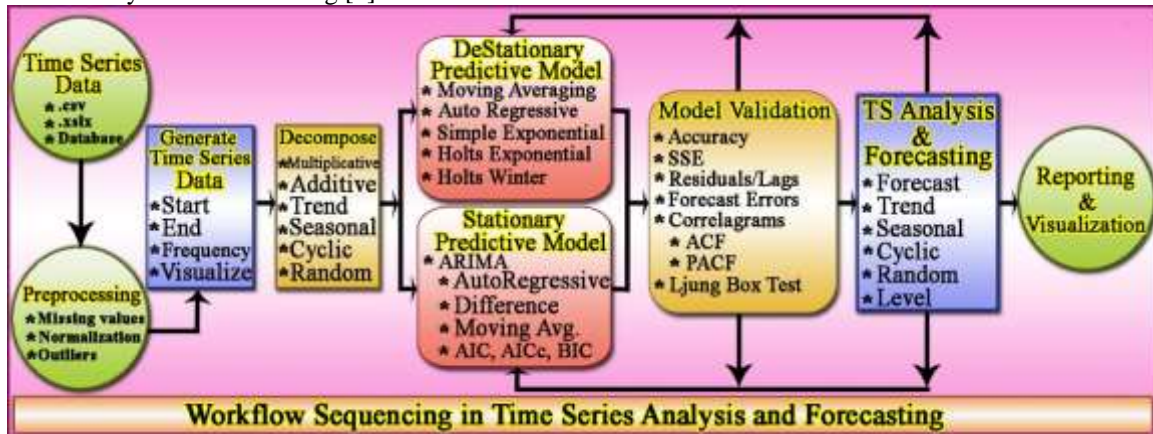 Time Series
Data
* .csv
* .xslx
* Database
Preprocessing
* Missing values
* Normalization
* Outliers
Generate
Time Series
Data
* Start
* End
* Frequency
* Visualize
Decompose
* Multiplicative
* Additive
* Trend
* Seasonal
* Cyclic
* Random
DeStationary
Predictive Model
* Moving Averaging
* Auto Regressive
* Simple Exponential
* Holts Exponential
* Holts Winter
Stationary
Predictive Model
* ARIMA
* AutoRegressive
* Difference
* Moving Avg.
* AIC, AICc, BIC
Model Validation
* Accuracy
* SSE
* Residuals/Lags
* Forecast Errors
* Correlagrams
* ACF
* PACF
* Ljung Box Test
TS Analysis
&
Forecasting
* Forecast
* Trend
* Seasonal
* Cyclic
* Random
* Level
Reporting
&
Visualization
Workflow Sequencing in Time Series Analysis and Forecasting